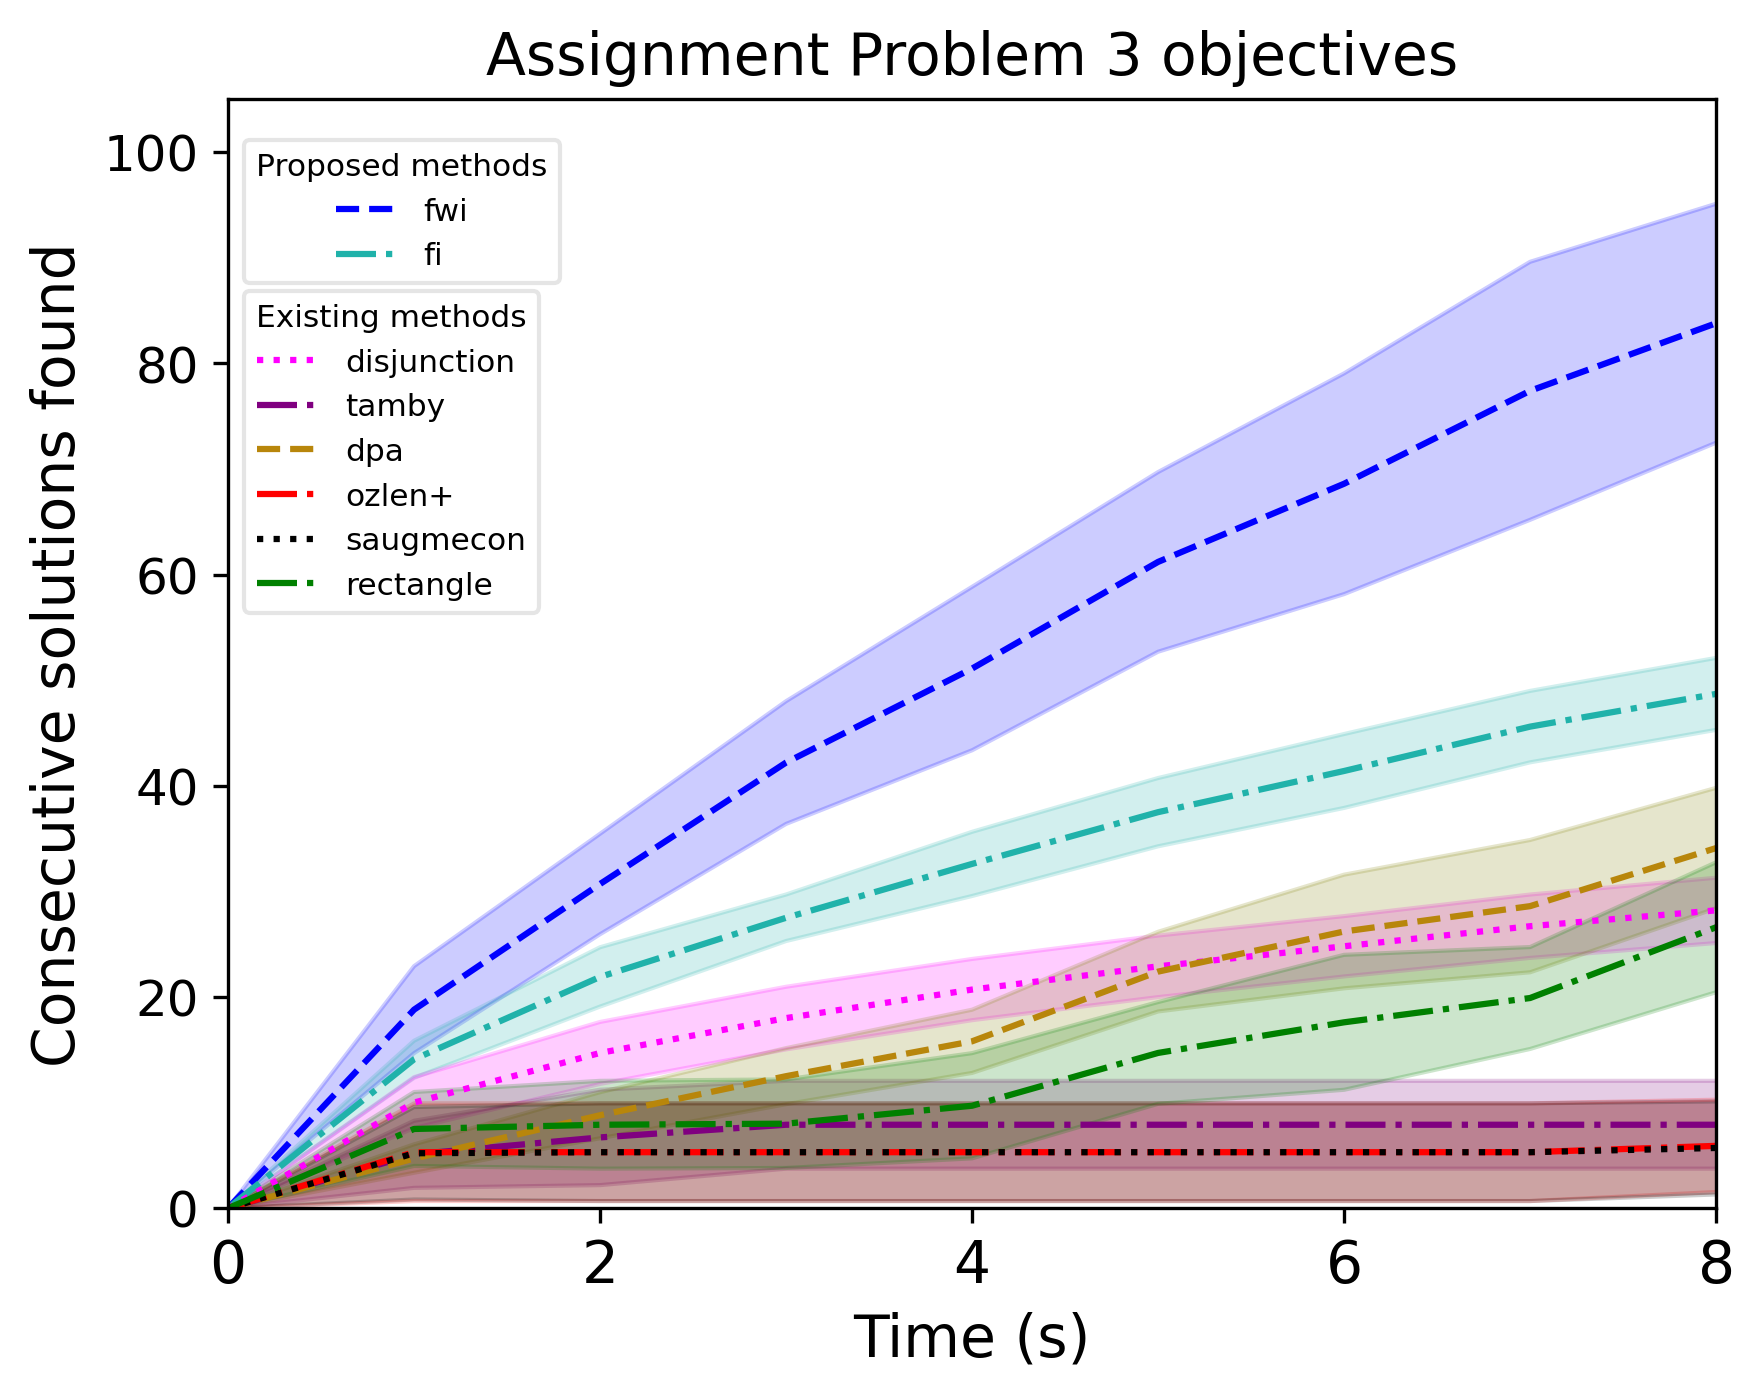 Assignment Problem 3 objectives
Consecutive solutions found
100
80
60
40
20
0
Proposed methods
fwi
fi
Existing methods
disjunction
tamby
dpa
ozlen+
saugmecon
rectangle
0 2 4 6 8
Time (s)